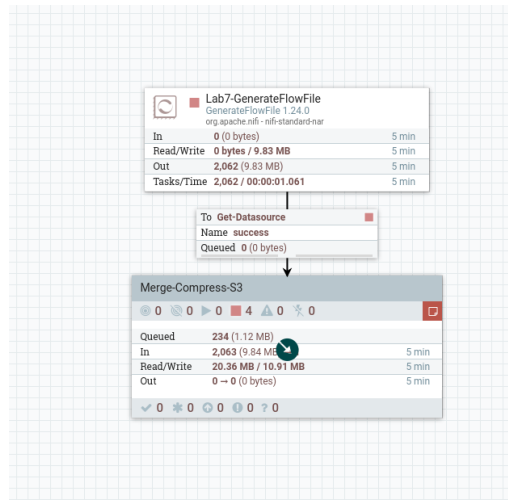 Lab7-GenerateFlowFile
GenerateFlowFile 1.24.0
org.apache.nifi - nifi-standard-nar
In 0 (0 bytes) 5 min
Read/Write 0 bytes / 9.83 MB 5 min
Out 2,062 (9.83 MB) 5 min
Tasks/Time 2,062 / 00:00:01.061 5 min
To Get-Datasource
Name success
Queued 0 (0 bytes)
Merge-Compress-S3
0 0 0 4 0 0
Queued 234 (1.12 MB)
In 2,063 (9.84 MB 5 min
Read/Write 20.36 MB / 10.91 MB 5 min
Out 0 → 0 (0 bytes) 5 min
0 0 0 0 ? 0